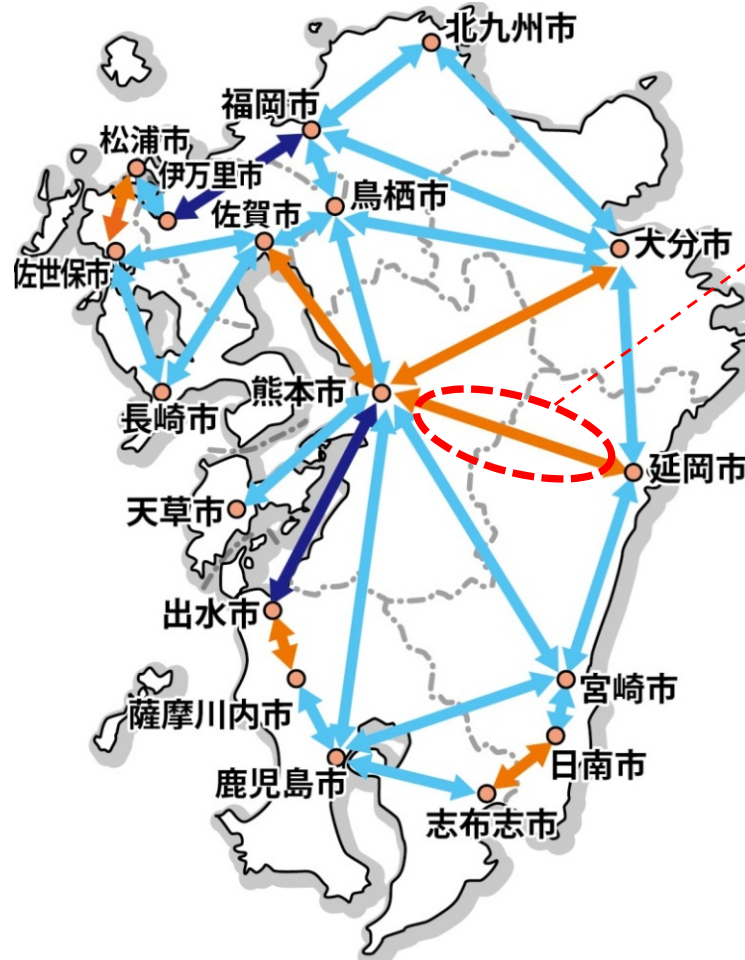 北九州市
福岡市
松浦市
伊万里市
鳥栖市
佐賀市
大分市
佐世保市
熊本市
長崎市
延岡市
天草市
出水市
宮崎市
薩摩川内市
日南市
鹿児島市
志布志市